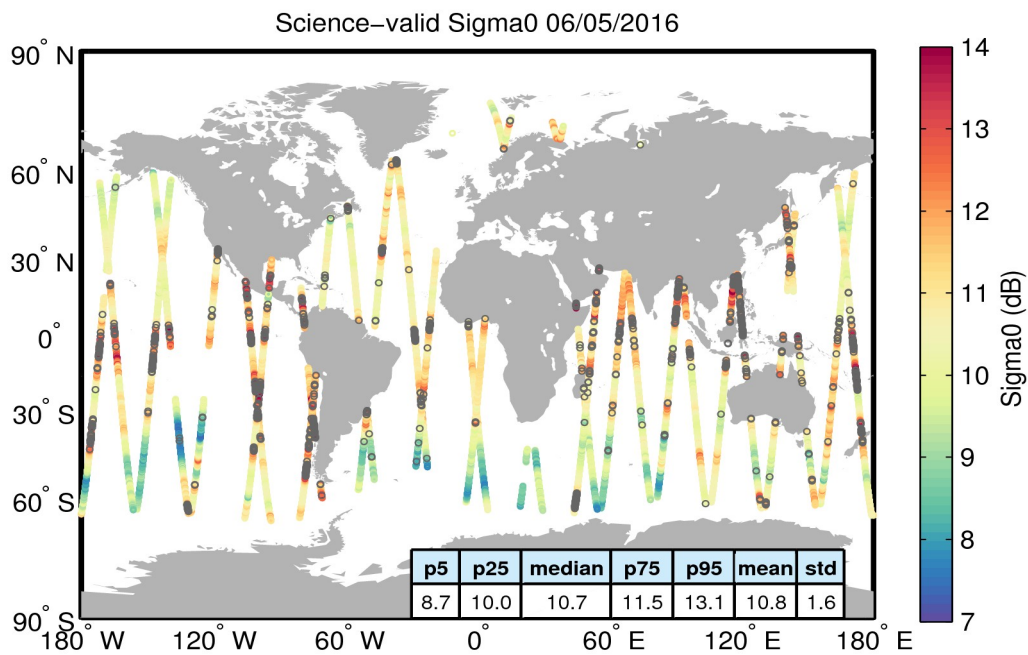 Science−valid Sigma0 06/05/2016
90° N
60° N
30° N
0°
30° S
60° S
90° S
180° W
120° W
60° W
0°
60° E
120° E
180° E
p5 p25 median p75 p95 mean std
8.7 10.0 10.7 11.5 13.1 10.8 1.6
14
13
12
11
10
9
8
7
Sigma0 (dB)